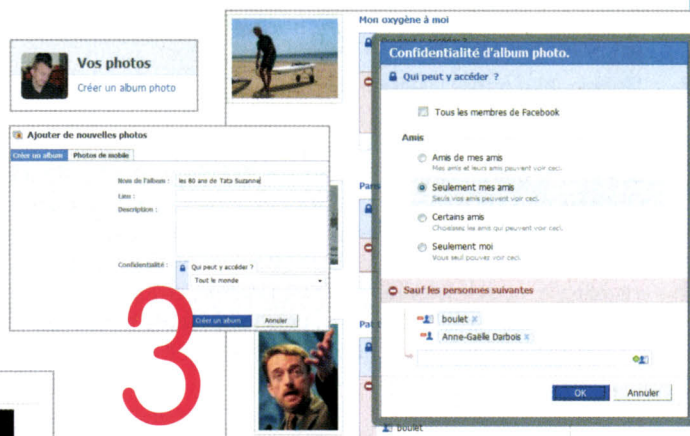 Vos photos
Créer un album photo
Ajouter de nouvelles photos
Créer un album Photos de mobile
Nom de l'album : les 80 ans de Tata Suzanne
Lieu :
Description :
Confidentialité :
Qui peut y accéder ?
Tout le monde
Créer un album Annuler
3
Mon oxygène à moi
Confidentialité d'album photo.
Qui peut y accéder ?
Tous les membres de Facebook
Amis
Amis de mes amis
Mes amis et leurs amis peuvent voir ceci.
Seulement mes amis
Seuls vos amis peuvent voir ceci.
Certains amis
Choisissez les amis qui peuvent voir ceci.
Seulement moi
Vous seul pouvez voir ceci.
Sauf les personnes suivantes
boulet x
Anne-Gaëlle Darbois x
OK Annuler
boulet